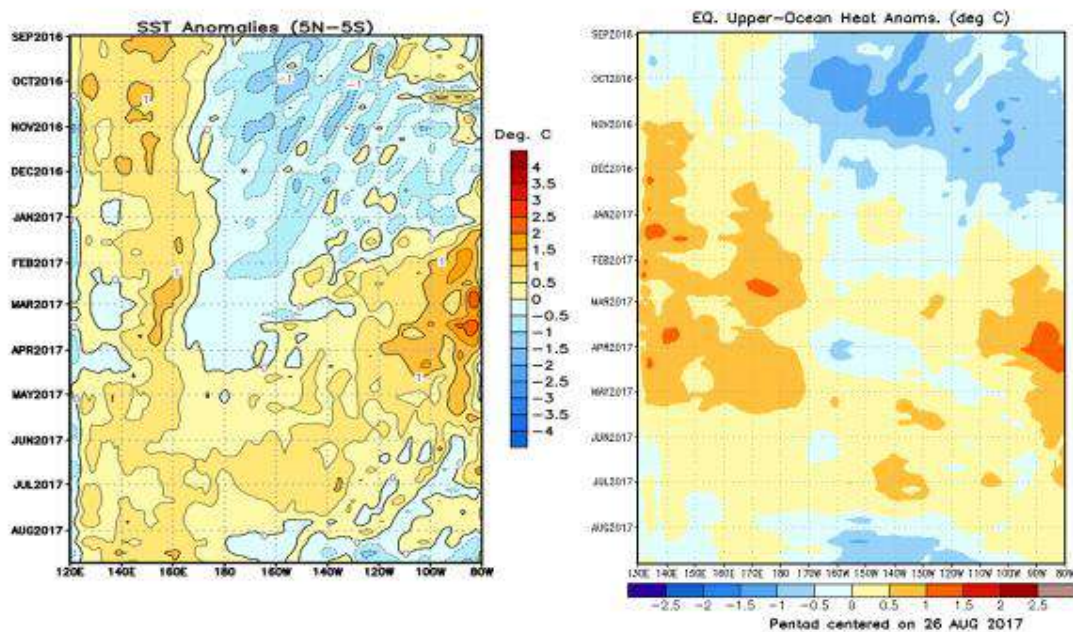 SST Anomalies (5N-5S)
SEP2016
OCT2016
NOV2016
DEC2016
JAN2017
FEB2017
MAR2017
APR2017
MAY2017
JUN2017
JUL2017
AUG2017
120E 140E 160E 180 160W 140W 120W 100W 80W
Deg. C
4
3.5
3
2.5
2
1.5
1
0.5
0
-0.5
-1
-1.5
-2
-2.5
-3
-3.5
-4
EQ. Upper-Ocean Heat Anoms. (deg C)
SEP2016
OCT2016
NOV2016
DEC2016
JAN2017
FEB2017
MAR2017
APR2017
MAY2017
JUN2017
JUL2017
AUG2017
130E 140E 150E 160E 170E 180 170W 160W 150W 140W 130W 120W 110W 100W 90W 80W
-2.5 -2 -1.5 -1 -0.5 0 0.5 1 1.5 2 2.5
Pentad centered on 26 AUG 2017